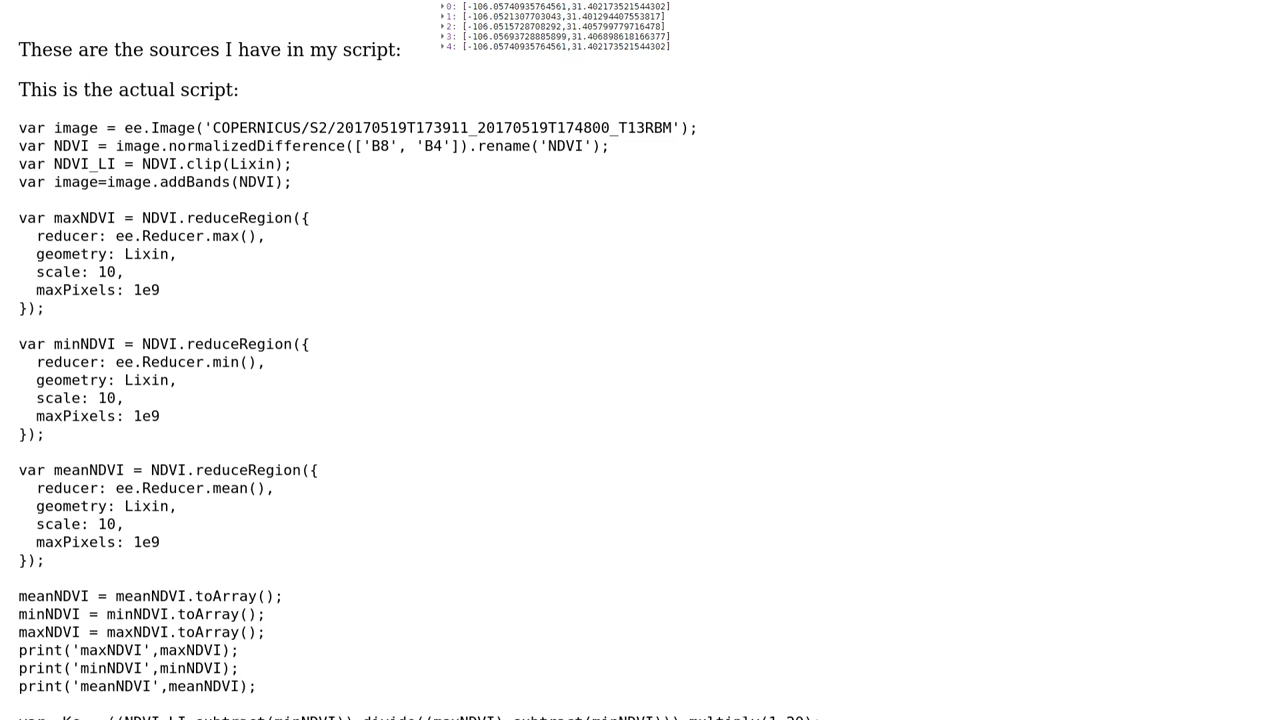 0: [-106.05740935764561,31.402173521544302]
1: [-106.0521307703043,31.401294407553817]
2: [-106.0515728708292,31.405799779716478]
3: [-106.05693728885899,31.406898618166377]
4: [-106.05740935764561,31.402173521544302]
These are the sources I have in my script:
This is the actual script:
var image = ee.Image('COPERNICUS/S2/20170519T173911_20170519T174800_T13RBM');
var NDVI = image.normalizedDifference(['B8', 'B4']).rename('NDVI');
var NDVI_LI = NDVI.clip(Lixin);
var image=image.addBands(NDVI);
var maxNDVI = NDVI.reduceRegion({
  reducer: ee.Reducer.max(),
  geometry: Lixin,
  scale: 10,
  maxPixels: 1e9
});
var minNDVI = NDVI.reduceRegion({
  reducer: ee.Reducer.min(),
  geometry: Lixin,
  scale: 10,
  maxPixels: 1e9
});
var meanNDVI = NDVI.reduceRegion({
  reducer: ee.Reducer.mean(),
  geometry: Lixin,
  scale: 10,
  maxPixels: 1e9
});
meanNDVI = meanNDVI.toArray();
minNDVI = minNDVI.toArray();
maxNDVI = maxNDVI.toArray();
print('maxNDVI',maxNDVI);
print('minNDVI',minNDVI);
print('meanNDVI',meanNDVI);